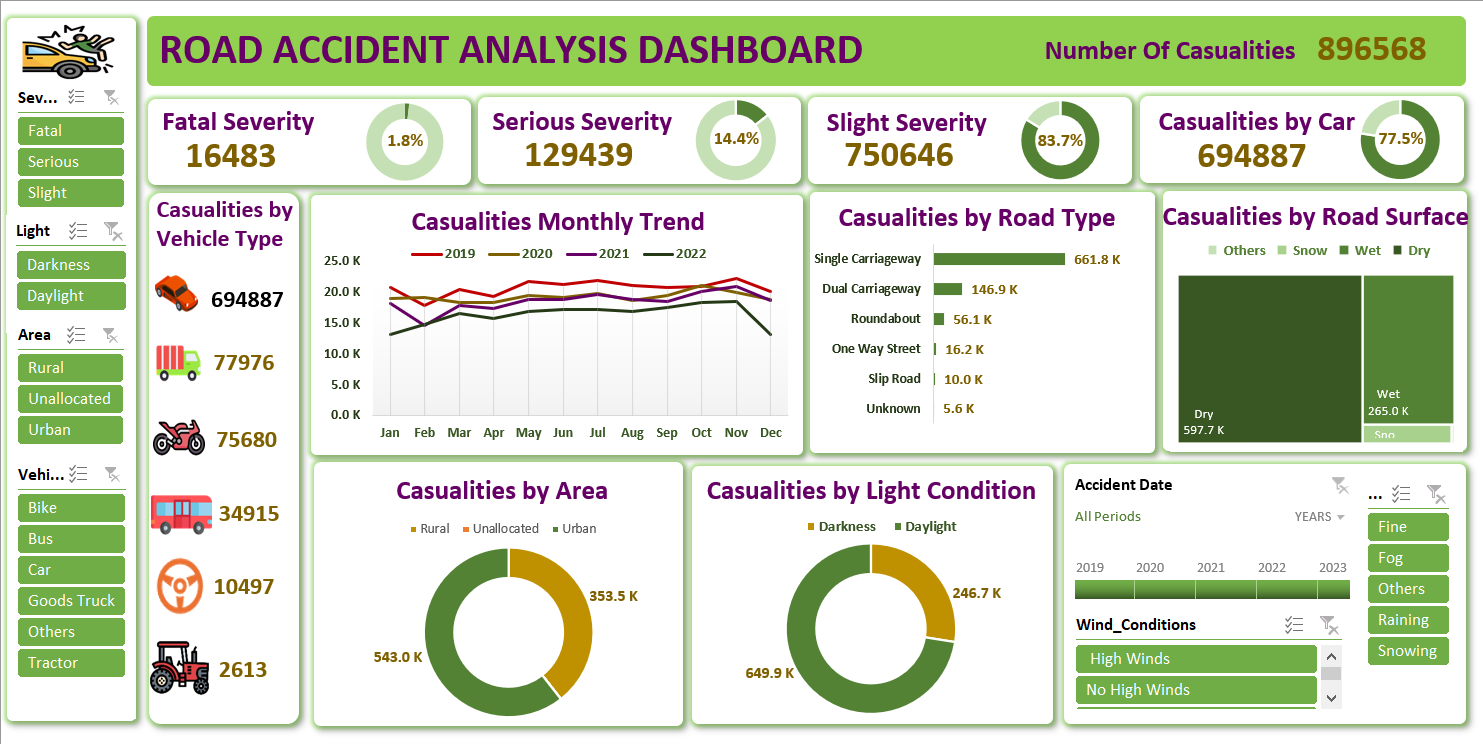 ROAD ACCIDENT ANALYSIS DASHBOARD
Number Of Casualities 896568
Sev...
Fatal
Serious
Slight
Light
Darkness
Daylight
Area
Rural
Unallocated
Urban
Vehi...
Bike
Bus
Car
Goods Truck
Others
Tractor
Fatal Severity
16483
1.8%
Serious Severity
129439
14.4%
Slight Severity
750646
83.7%
Casualities by Car
694887
77.5%
Casualities by
Vehicle Type
694887
77976
75680
34915
10497
2613
Casualities Monthly Trend
2019 2020 2021 2022
25.0 K
20.0 K
15.0 K
10.0 K
5.0 K
0.0 K
Jan Feb Mar Apr May Jun Jul Aug Sep Oct Nov Dec
Casualities by Road Type
Single Carriageway 661.8 K
Dual Carriageway 146.9 K
Roundabout 56.1 K
One Way Street 16.2 K
Slip Road 10.0 K
Unknown 5.6 K
Casualities by Road Surface
Others Snow Wet Dry
Dry
597.7 K
Wet
265.0 K
Sno
Casualities by Area
Rural Unallocated Urban
353.5 K
543.0 K
Casualities by Light Condition
Darkness Daylight
246.7 K
649.9 K
Accident Date
All Periods YEARS
2019 2020 2021 2022 2023
Wind_Conditions
High Winds
No High Winds
...
Fine
Fog
Others
Raining
Snowing